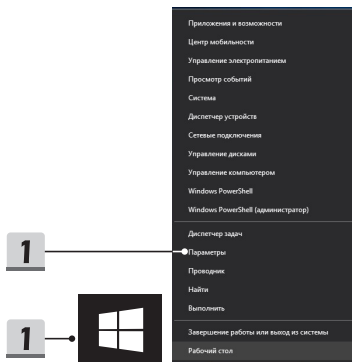 Приложения и возможности
Центр мобильности
Управление электропитанием
Просмотр событий
Система
Диспетчер устройств
Сетевые подключения
Управление дисками
Управление компьютером
Windows PowerShell
Windows PowerShell (администратор)
Диспетчер задач
1
Параметры
Проводник
Найти
Выполнить
1
Завершение работы или выход из системы
Рабочий стол